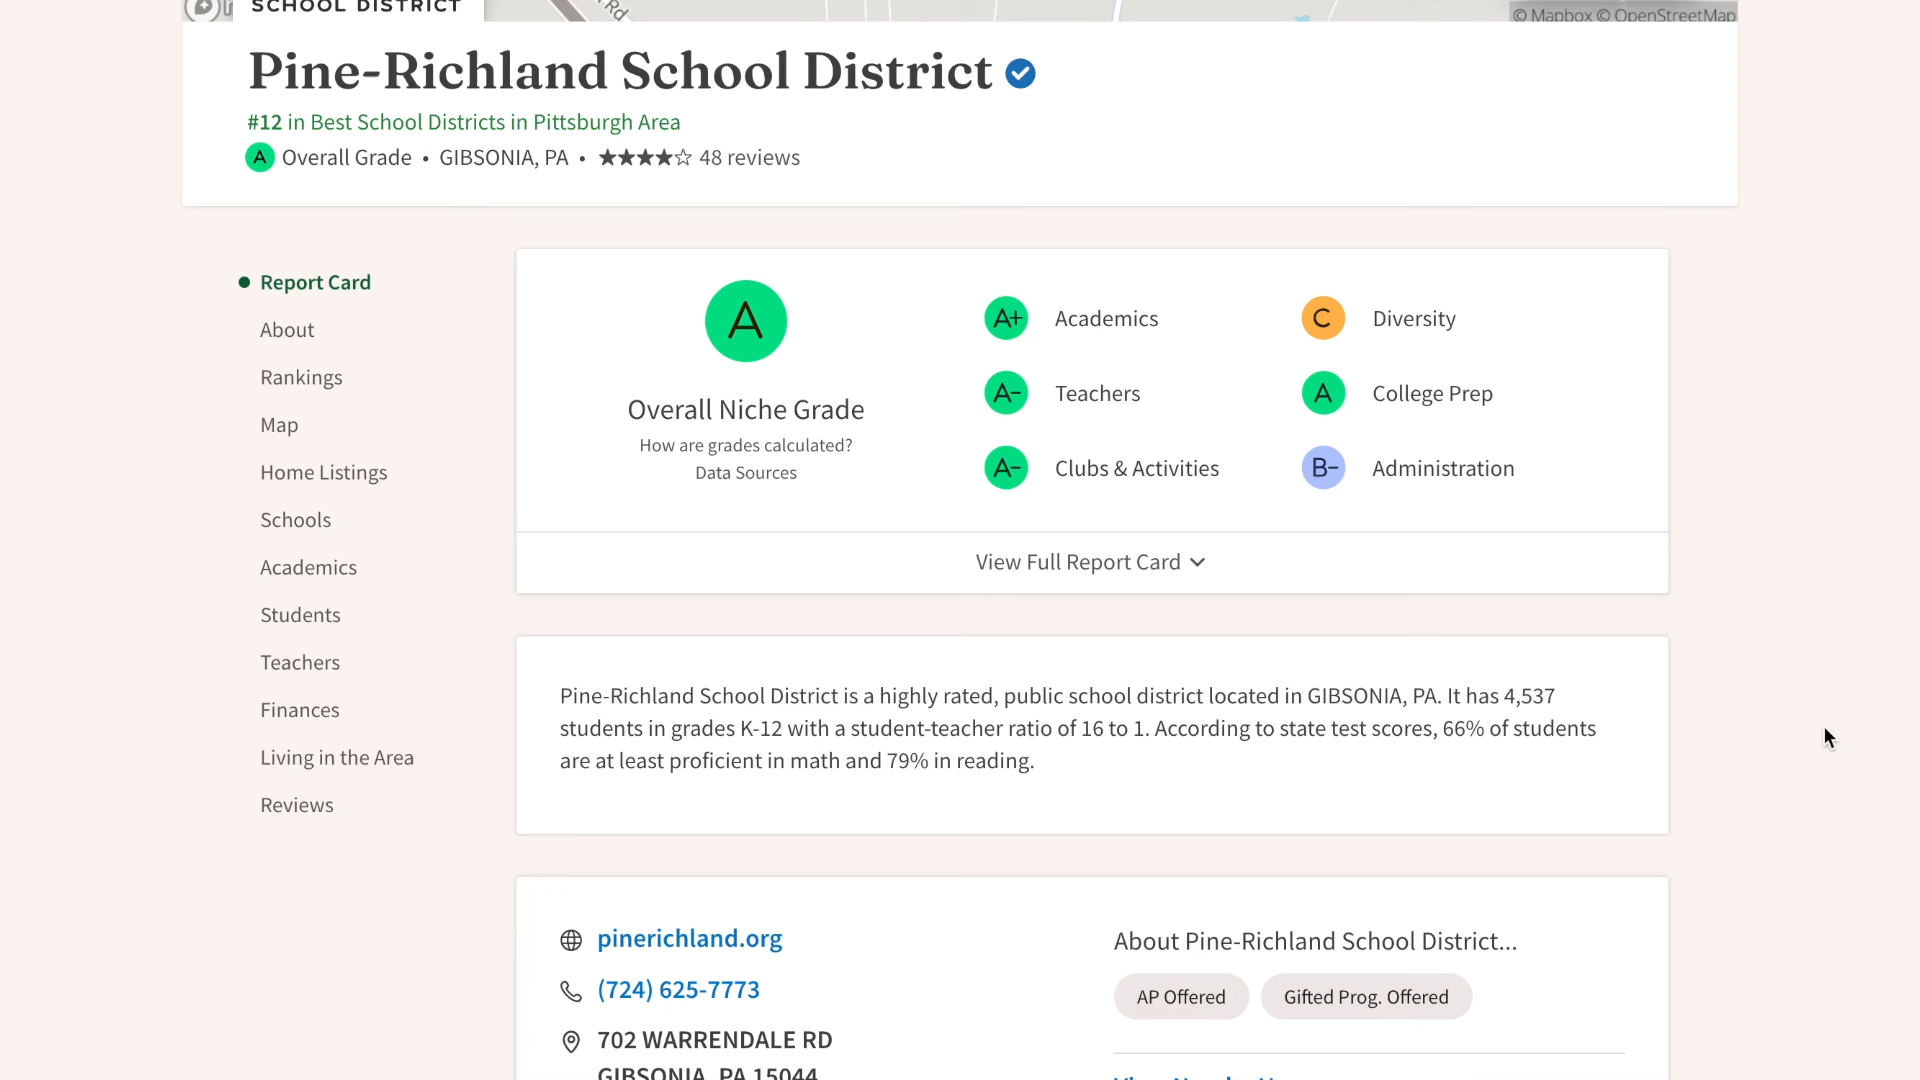 SCHOOL DISTRICT
Rd
© Mapbox © OpenStreetMap
Pine-Richland School District
#12 in Best School Districts in Pittsburgh Area
A Overall Grade • GIBSONIA, PA • ★★★★☆ 48 reviews
Report Card
About
Rankings
Map
Home Listings
Schools
Academics
Students
Teachers
Finances
Living in the Area
Reviews
A
Overall Niche Grade
How are grades calculated?
Data Sources
A+ Academics
A- Teachers
A- Clubs & Activities
C Diversity
A College Prep
B- Administration
View Full Report Card
Pine-Richland School District is a highly rated, public school district located in GIBSONIA, PA. It has 4,537
students in grades K-12 with a student-teacher ratio of 16 to 1. According to state test scores, 66% of students
are at least proficient in math and 79% in reading.
pinerichland.org
(724) 625-7773
702 WARRENDALE RD
GIBSONIA, PA 15044
About Pine-Richland School District...
AP Offered
Gifted Prog. Offered